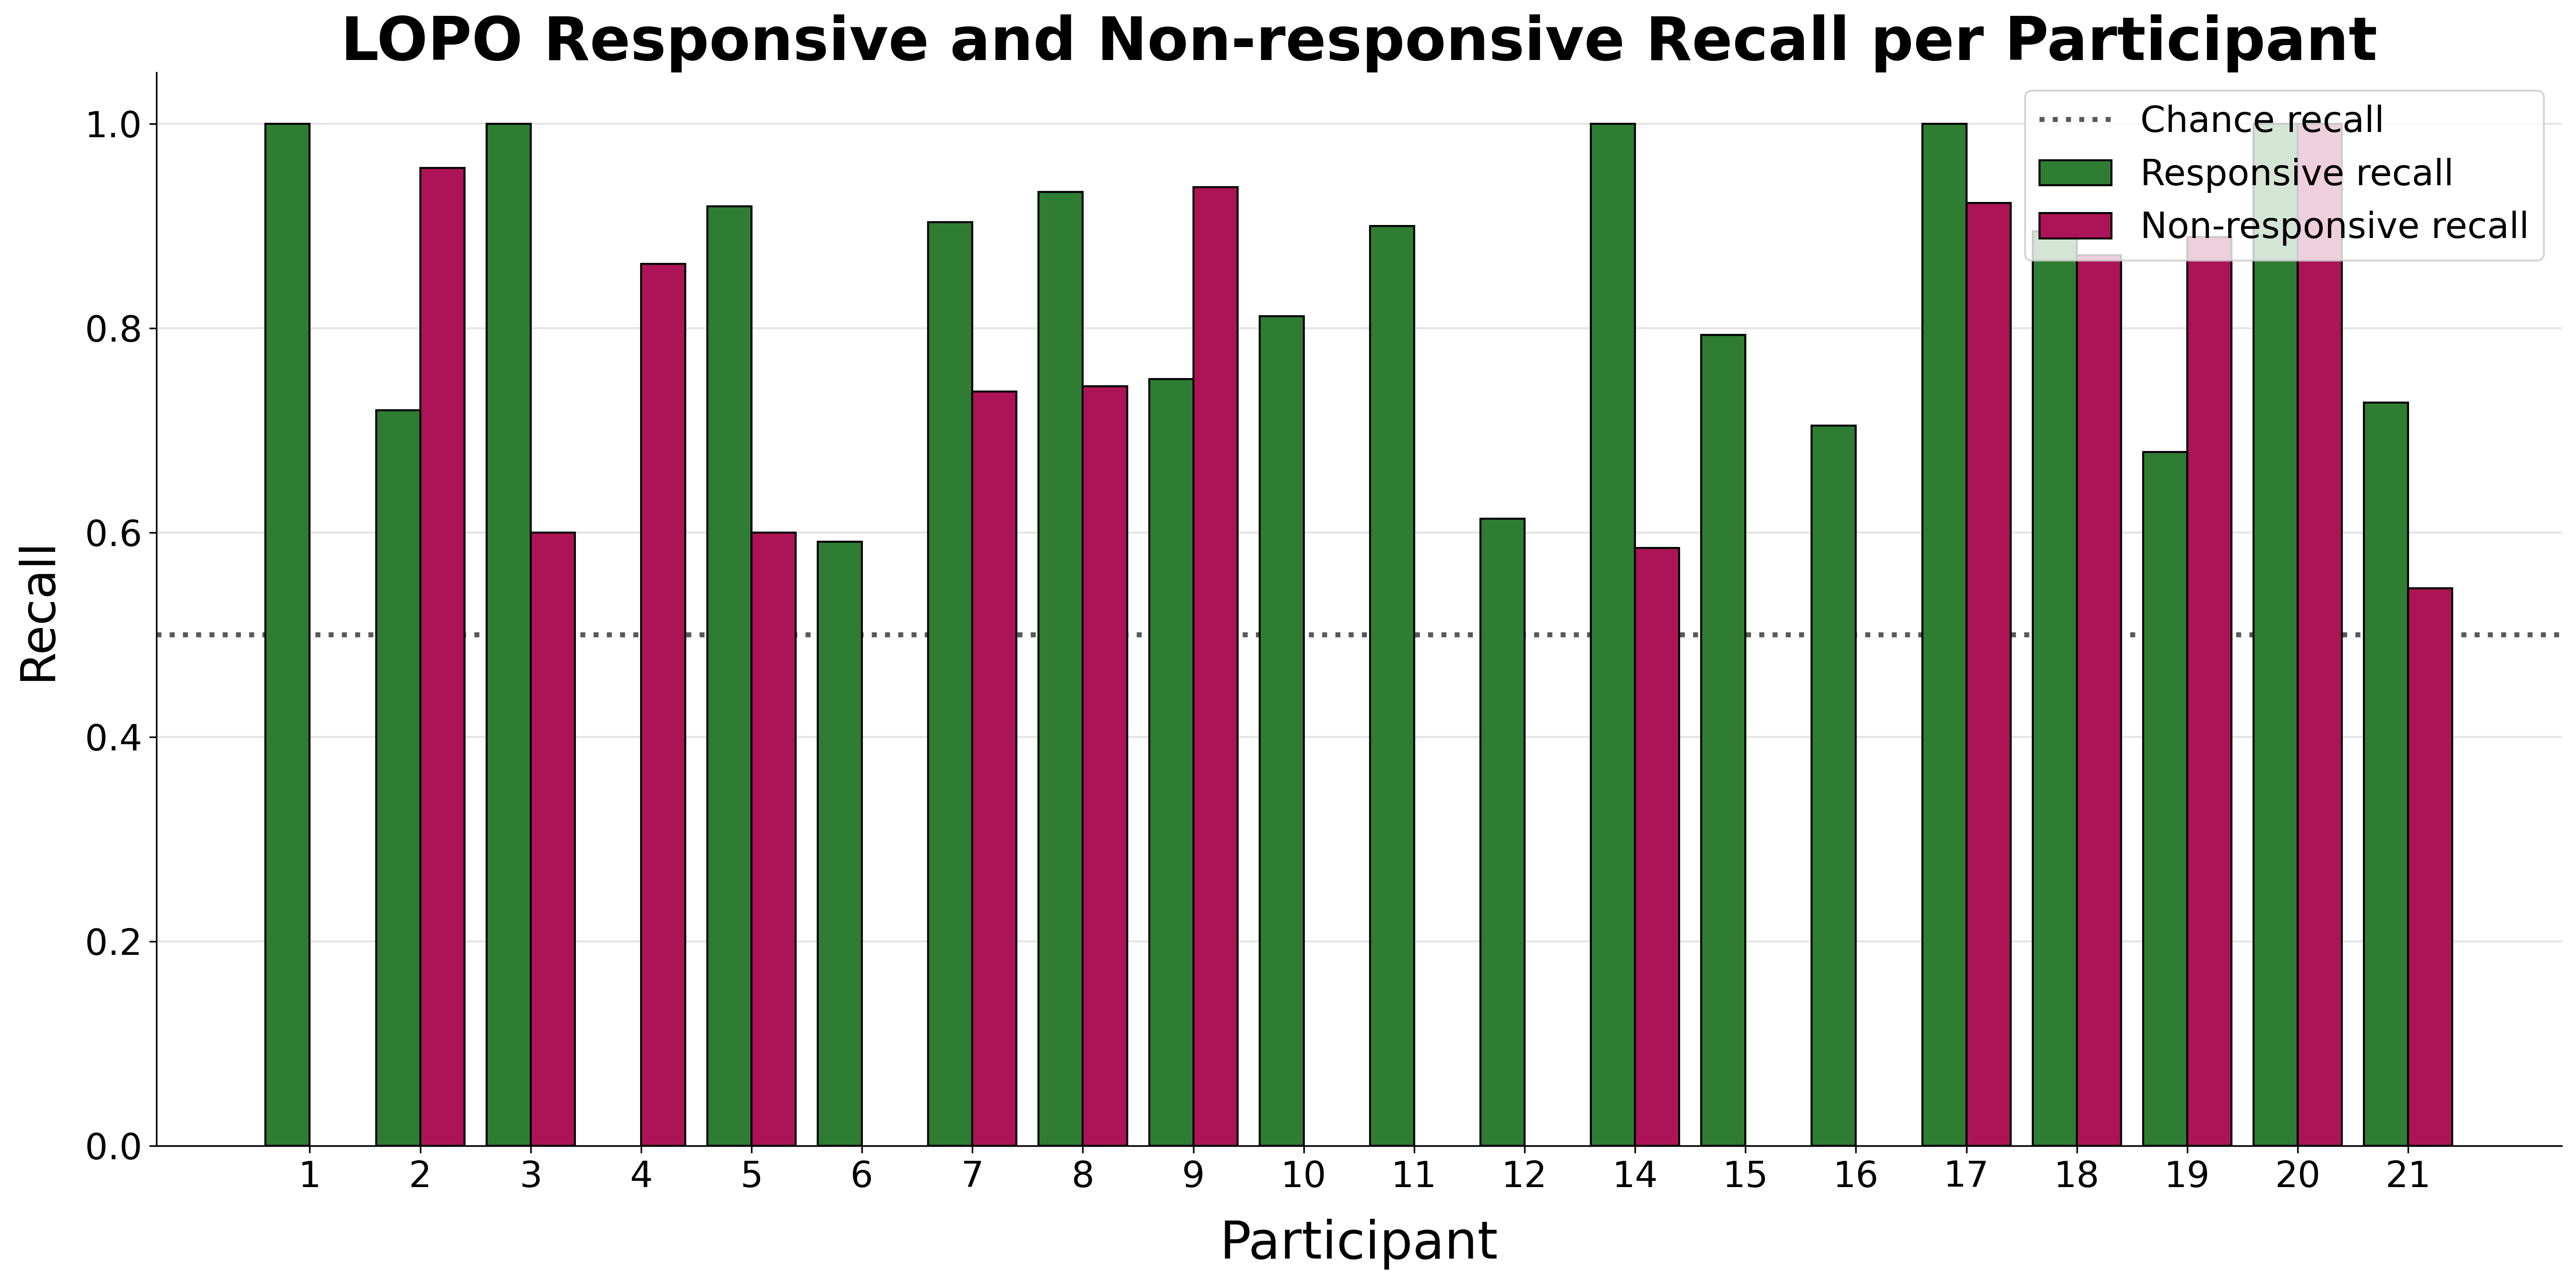 LOPO Responsive and Non-responsive Recall per Participant
Chance recall
Responsive recall
Non-responsive recall
1.0
0.8
0.6
0.4
0.2
0.0
Recall
1 2 3 4 5 6 7 8 9 10 11 12 14 15 16 17 18 19 20 21
Participant